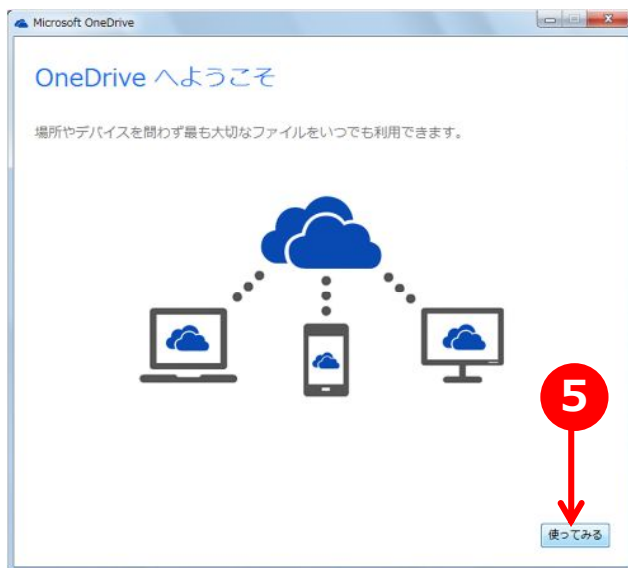 Microsoft OneDrive
OneDrive へようこそ
場所やデバイスを問わず最も大切なファイルをいつでも利用できます。
5
使ってみる